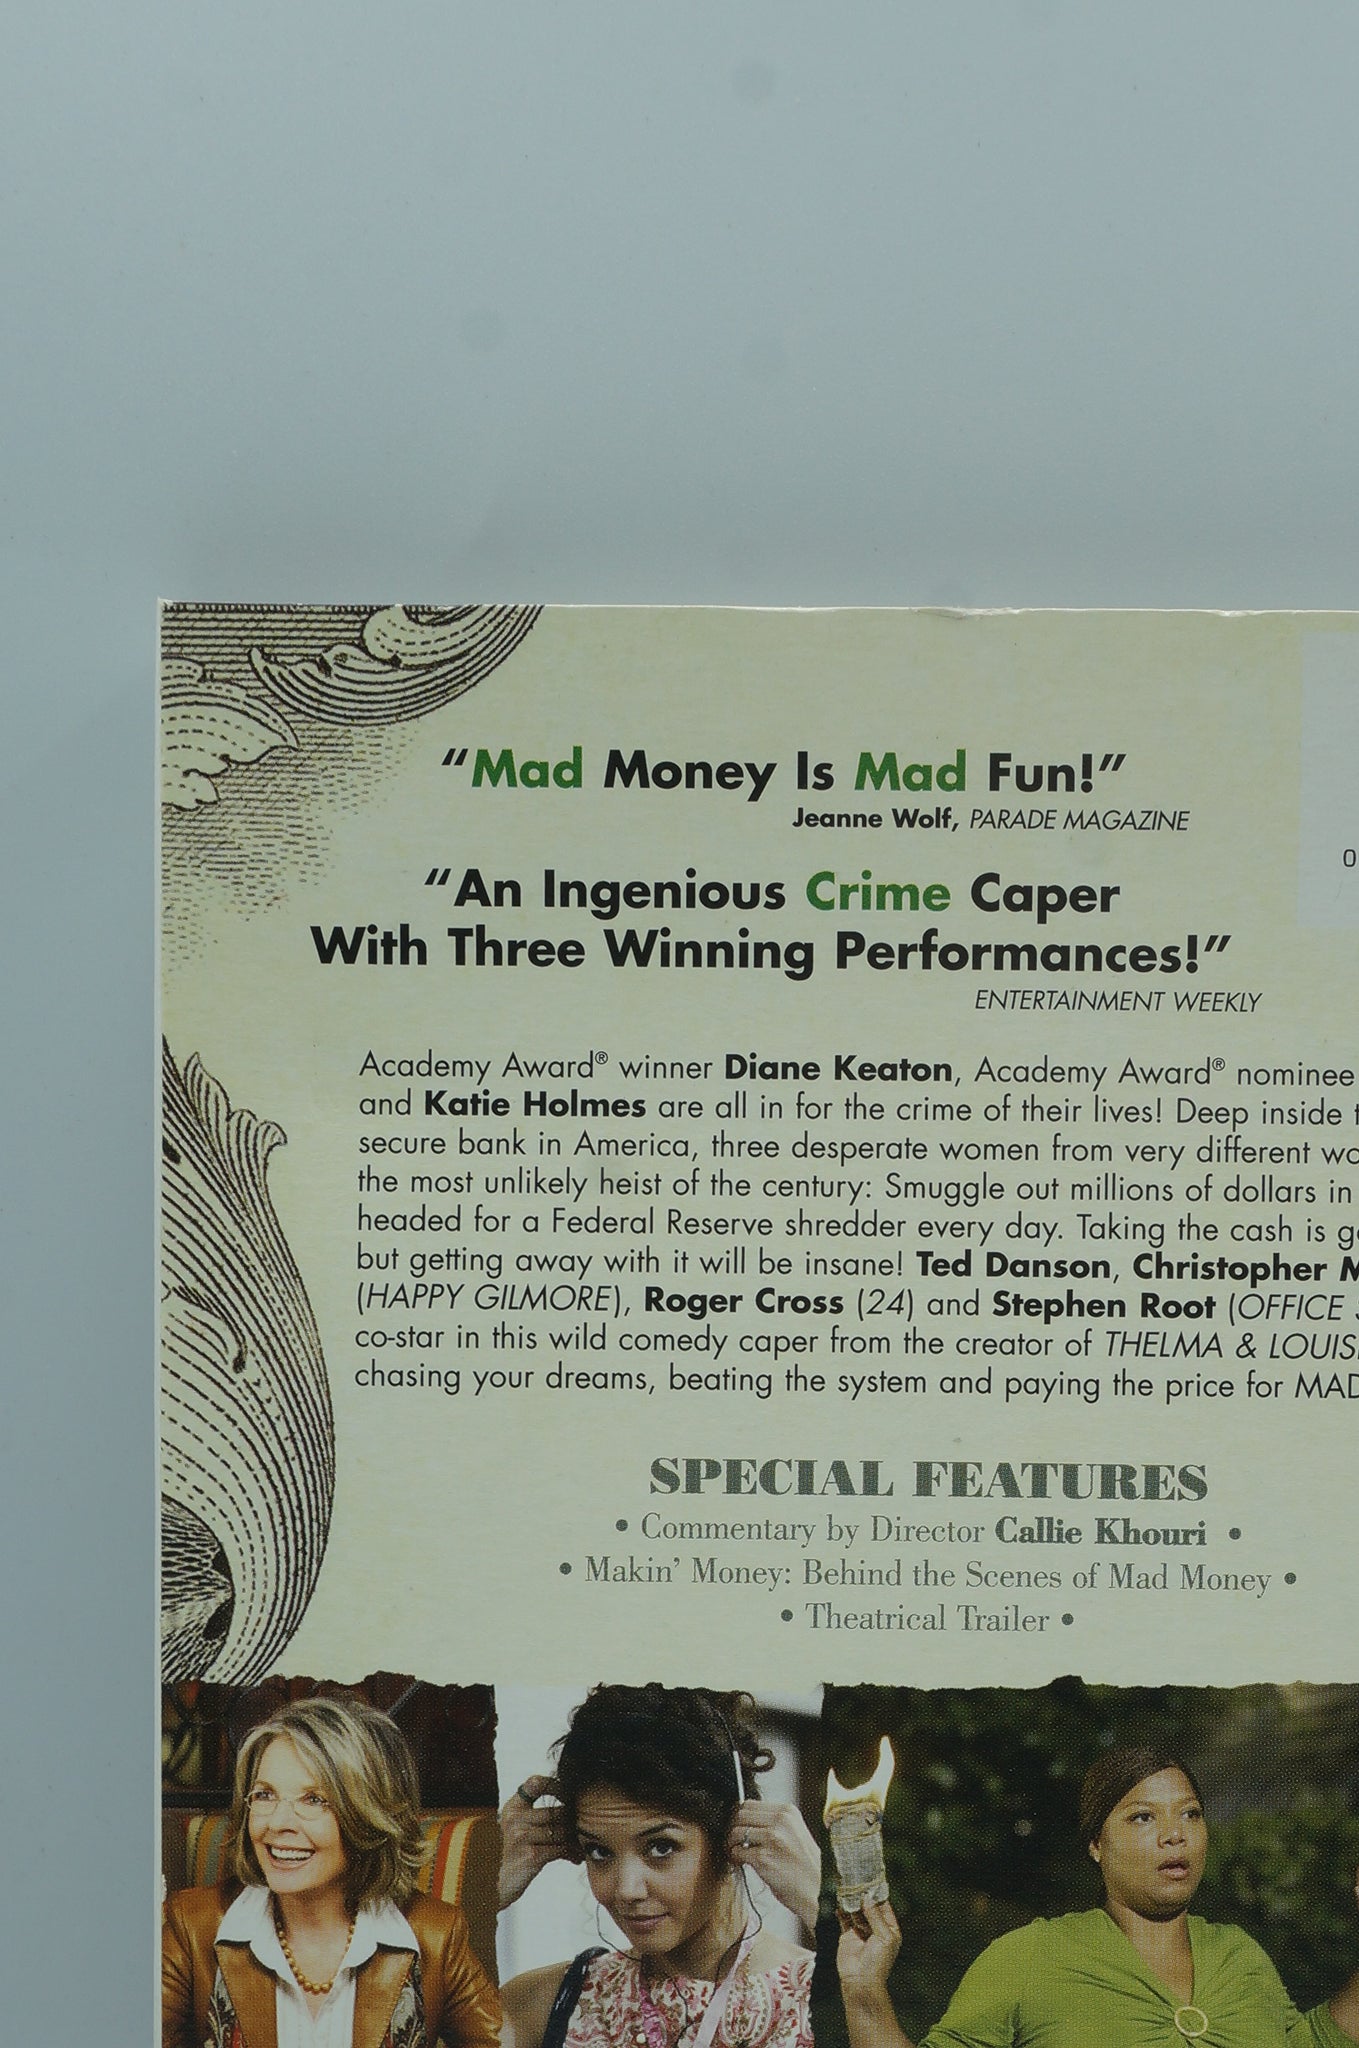 “Mad Money Is Mad Fun!”
Jeanne Wolf, PARADE MAGAZINE
“An Ingenious Crime Caper
With Three Winning Performances!”
ENTERTAINMENT WEEKLY
Academy Award® winner Diane Keaton, Academy Award® nominee
and Katie Holmes are all in for the crime of their lives! Deep inside
secure bank in America, three desperate women from very different
the most unlikely heist of the century: Smuggle out millions of dollars in
headed for a Federal Reserve shredder every day. Taking the cash is
but getting away with it will be insane! Ted Danson, Christopher
(HAPPY GILMORE), Roger Cross (24) and Stephen Root (OFFICE
co-star in this wild comedy caper from the creator of THELMA & LOUIS
chasing your dreams, beating the system and paying the price for MAD
SPECIAL FEATURES
• Commentary by Director Callie Khouri •
• Makin’ Money: Behind the Scenes of Mad Money •
• Theatrical Trailer •